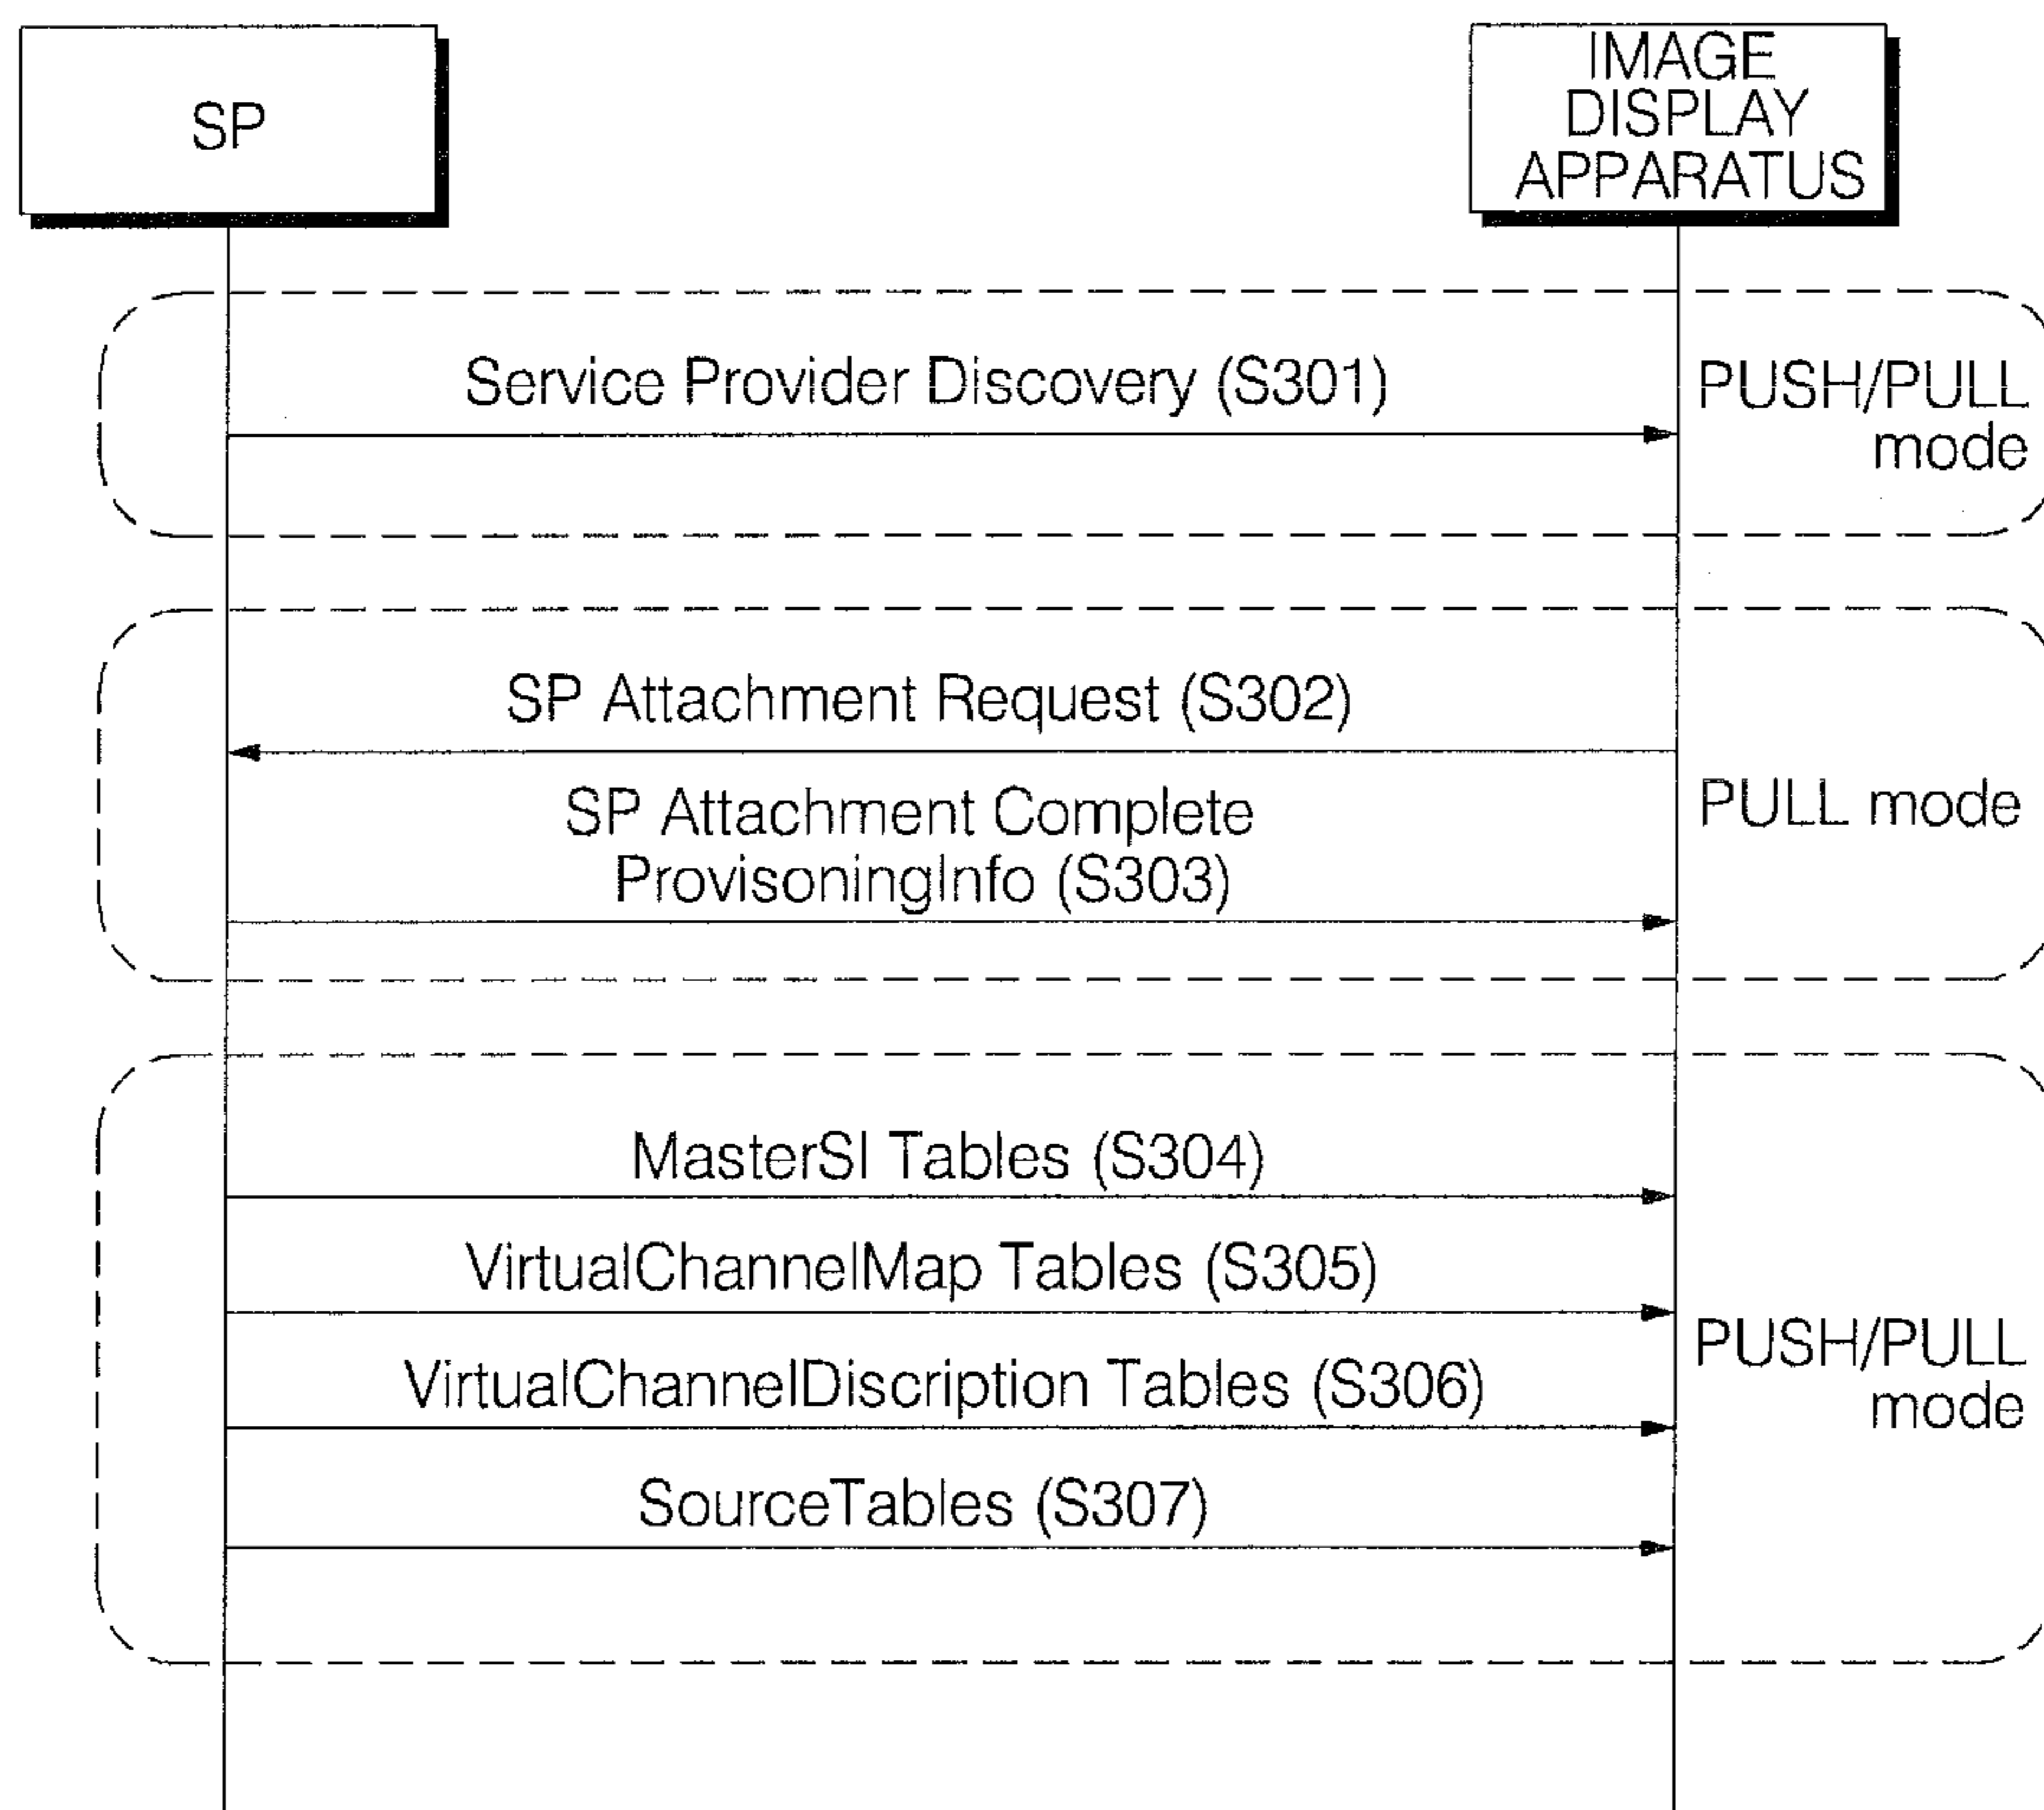 SP
IMAGE
DISPLAY
APPARATUS
Service Provider Discovery (S301)
PUSH/PULL
mode
SP Attachment Request (S302)
SP Attachment Complete
ProvisoningInfo (S303)
PULL mode
MasterSI Tables (S304)
VirtualChannelMap Tables (S305)
VirtualChannelDiscription Tables (S306)
PUSH/PULL
mode
SourceTables (S307)